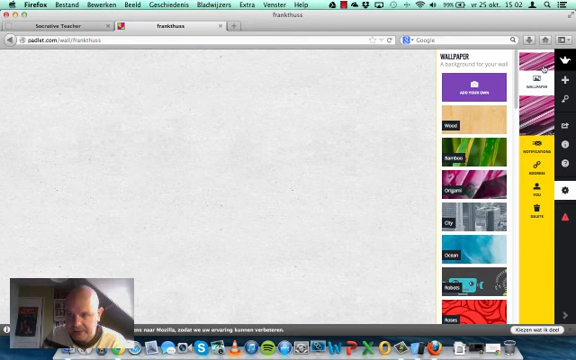 Firefox Archief Bewerken Beeld Geschiedenis Bladwijzers Extra Venster Help
vr 25 okt. 15:02
frankthuss
Socrative Teacher
frankthuss
padlet.com/wall/frankthuss
Google
WALLPAPER
A background for your wall
ADD YOUR OWN
Wood
Bamboo
Origami
City
Ocean
Robots
Roses
WALLPAPER
NOTIFICATIONS
ADDRESS
YOU
DELETE
ns naar Mozilla, zodat we uw ervaring kunnen verbeteren.
Kiezen wat ik deel